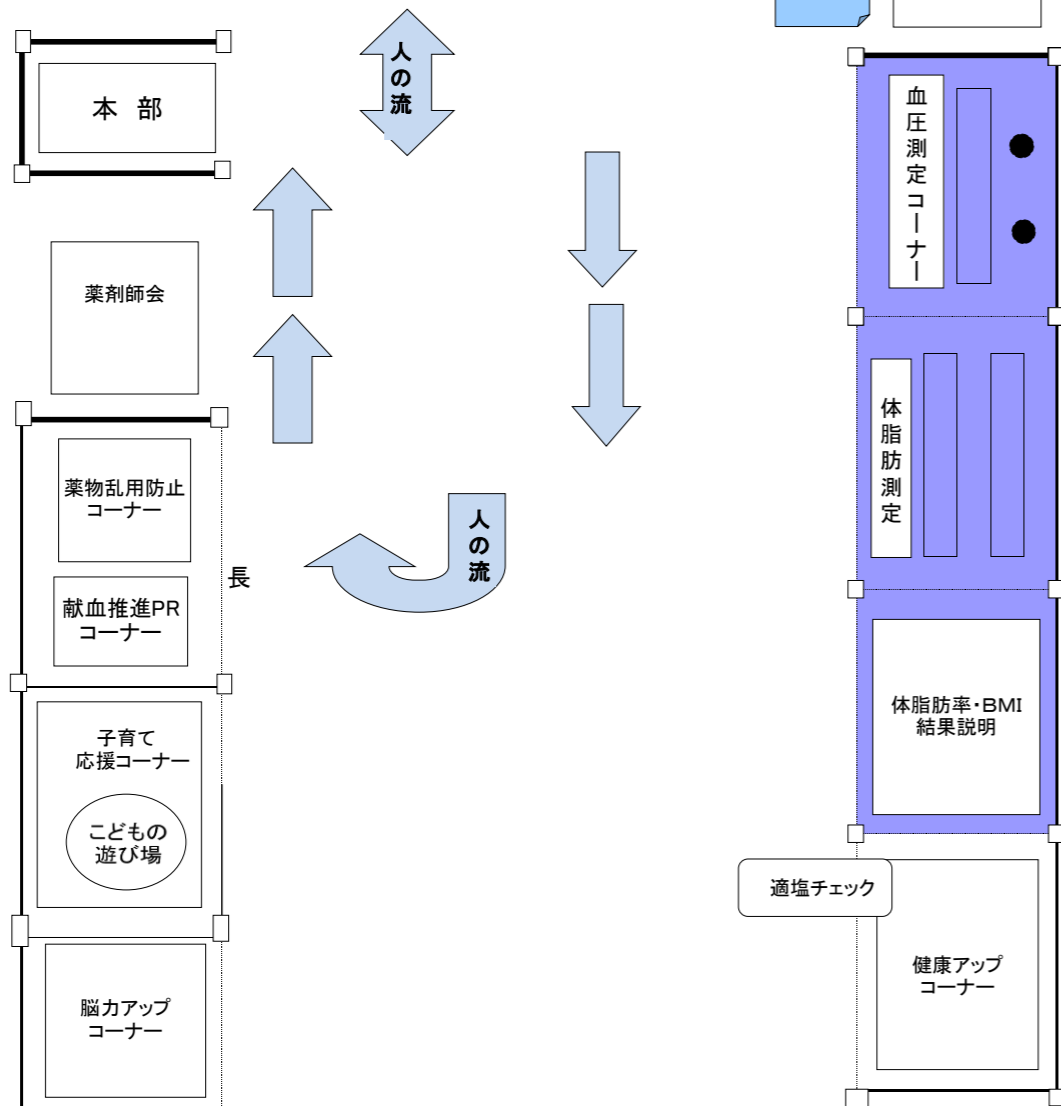 本 部
人の流
血圧測定コーナー
薬剤師会
体脂肪測定
薬物乱用防止
コーナー
人の流
長
献血推進PR
コーナー
体脂肪率・BMI
結果説明
子育て
応援コーナー
こどもの
遊び場
適塩チェック
健康アップ
コーナー
脳力アップ
コーナー